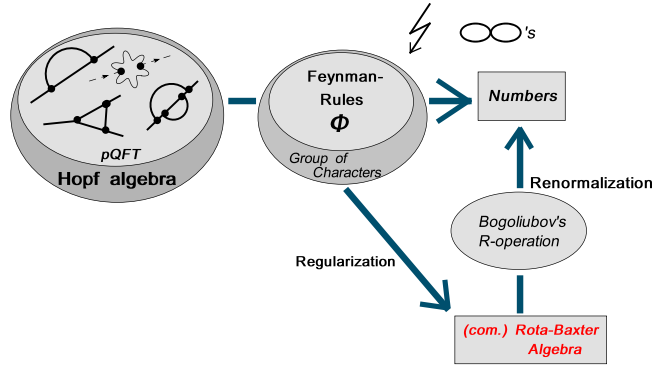 pQFT
Hopf algebra
Feynman-
Rules
Φ
Group of
Characters
's
Numbers
Renormalization
Bogoliubov's
R-operation
Regularization
(com.) Rota-Baxter
Algebra